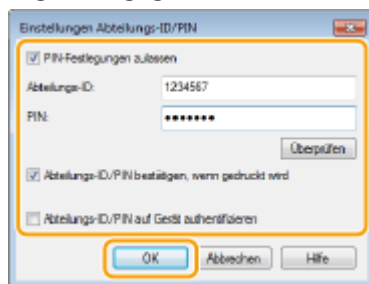 Einstellungen Abteilungs-ID/PIN
PIN-Festlegungen zulassen
Abteilungs-ID: 1234567
PIN: •••••••
Überprüfen
Abteilungs-ID/PIN bestätigen, wenn gedruckt wird
Abteilungs-ID/PIN auf Gerät authentifizieren
OK Abbrechen Hilfe